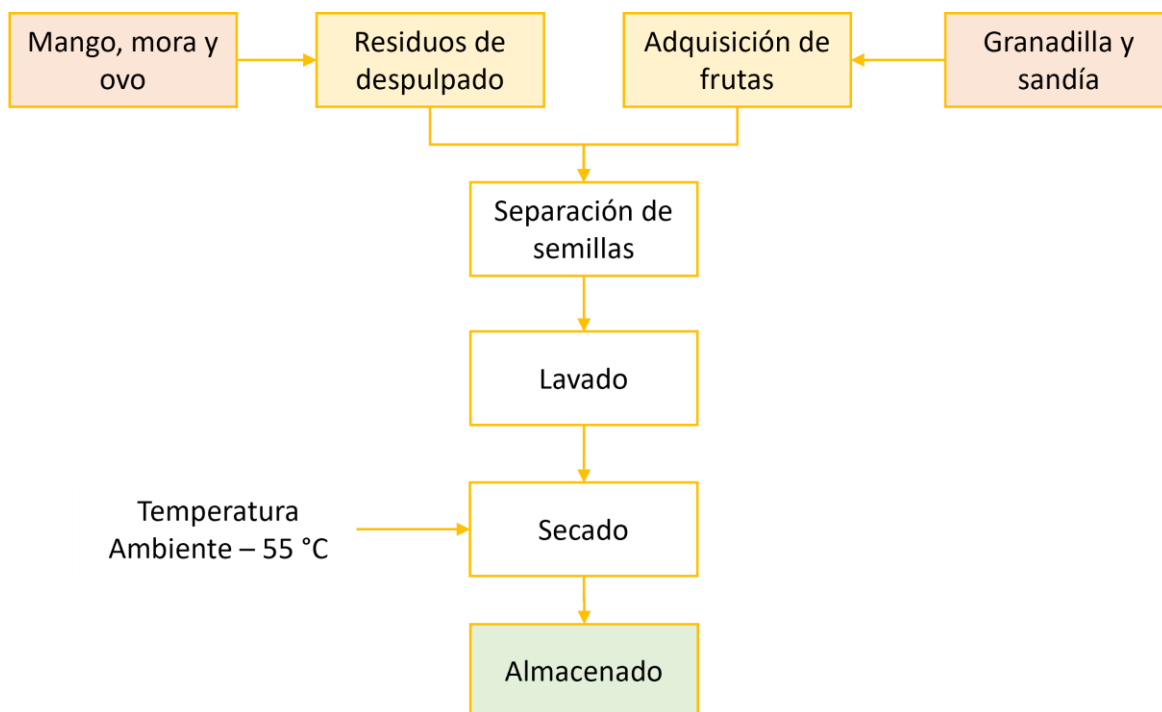 Mango, mora y
ovo
Residuos de
despulpado
Adquisición de
frutas
Granadilla y
sandía
Separación de
semillas
Lavado
Temperatura
Ambiente – 55 °C
Secado
Almacenado